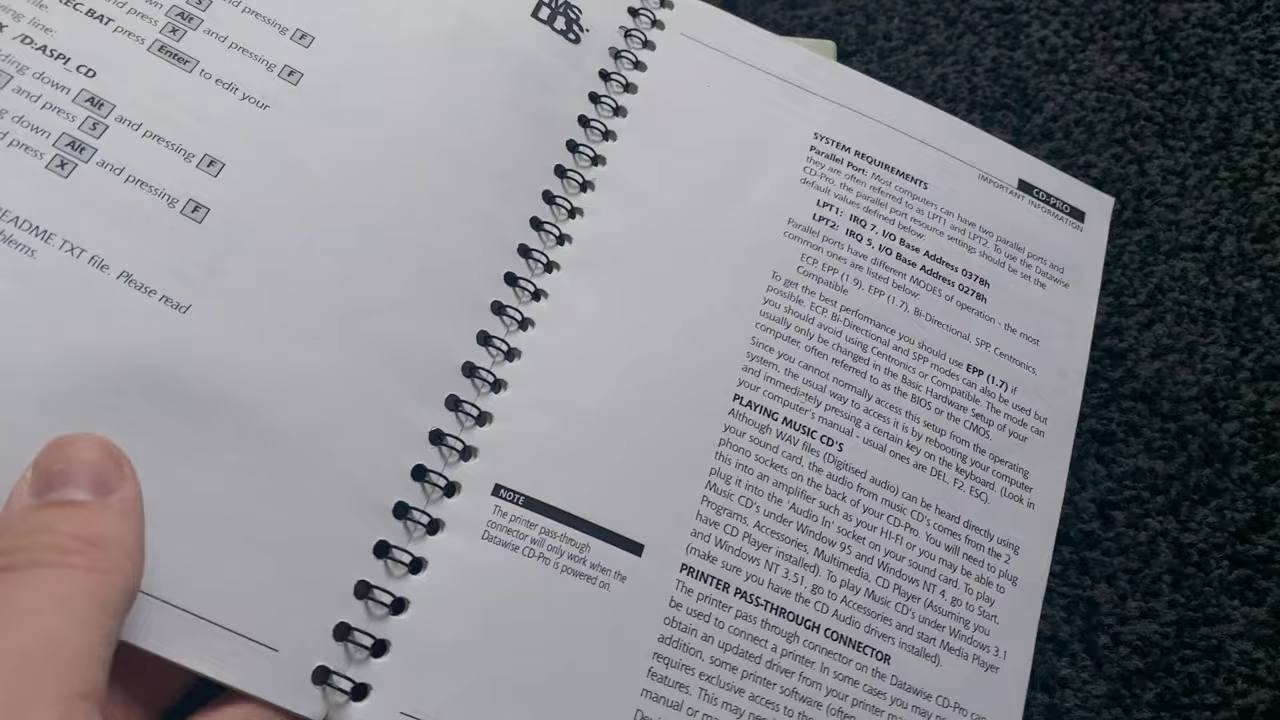 S and pressing F
Alt and pressing F
and press X
EC.BAT press Enter to edit your
file.
ving line:
X /D:ASPI_CD
ding down Alt and pressing F
and press S
g down Alt and pressing F
d press X
README.TXT file. Please read
oblems.
MS
DOS
CD-PRO
IMPORTANT INFORMATION
SYSTEM REQUIREMENTS
Parallel Port: Most computers can have two parallel ports and
they are often referred to as LPT1 and LPT2. To use the Datawise
CD-Pro, the parallel port resource settings should be set the
default values defined below:
LPT1: IRQ 7, I/O Base Address 0378h
LPT2: IRQ 5, I/O Base Address 0278h
Parallel ports have different MODES of operation - the most
common ones are listed below:
ECP, EPP (1.9), EPP (1.7), Bi-Directional, SPP, Centronics,
Compatible
To get the best performance you should use EPP (1.7) if
possible. ECP, Bi-Directional and SPP modes can also be used but
you should avoid using Centronics or Compatible. The mode can
usually only be changed in the Basic Hardware Setup of your
computer, often referred to as the BIOS or the CMOS.
Since you cannot normally access this setup from the operating
system, the usual way to access it is by rebooting your computer
and immediately pressing a certain key on the keyboard. (Look in
your computer's manual - usual ones are DEL, F2, ESC).
PLAYING MUSIC CD'S
Although WAV files (Digitised audio) can be heard directly using
your sound card, the audio from music CD's comes from the 2
phono sockets on the back of your CD-Pro. You will need to plug
this into an amplifier such as your HI-FI or you may be able to
plug it into the 'Audio In' socket on your sound card. To play
Music CD's under Window 95 and Windows NT 4, go to Start,
Programs, Accessories, Multimedia, CD Player (Assuming you
have CD Player installed). To play Music CD's under Windows 3.1
and Windows NT 3.51, go to Accessories and start Media Player
(make sure you have the CD Audio drivers installed).
NOTE
The printer pass-through
connector will only work when the
Datawise CD-Pro is powered on.
PRINTER PASS-THROUGH CONNECTOR
The printer pass through connector on the Datawise CD-Pro can
be used to connect a printer. In some cases you may ne
obtain an updated driver from your printer ma
addition, some printer software (often
requires exclusive access to the
features. This may nee
manual or ma